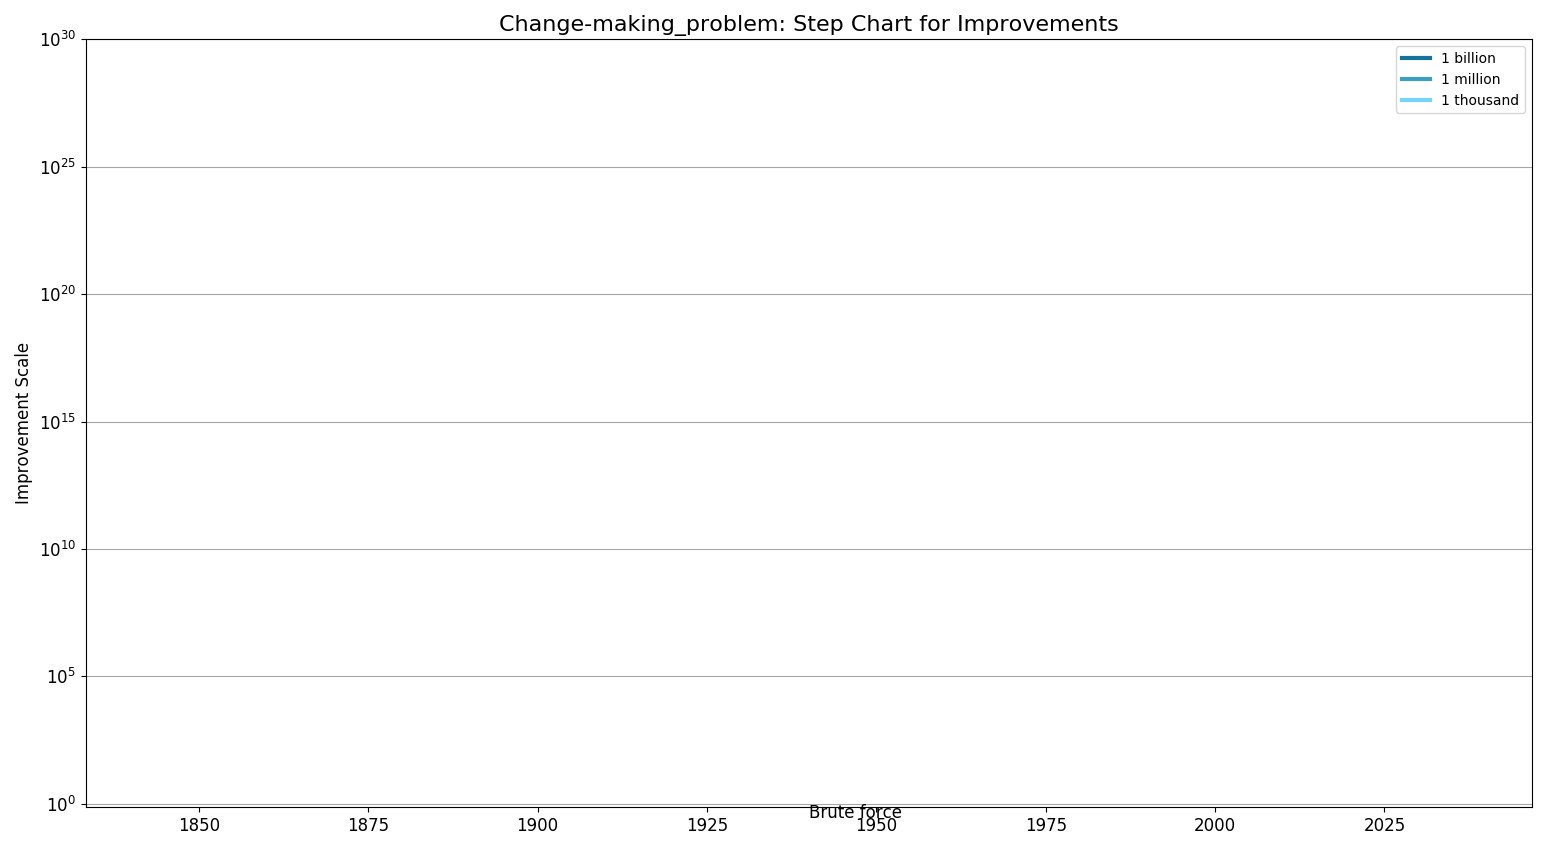 Change-making_problem: Step Chart for Improvements
1 billion
1 million
1 thousand
Improvement Scale
10^30
10^25
10^20
10^15
10^10
10^5
10^0
Brute force
1850 1875 1900 1925 1950 1975 2000 2025